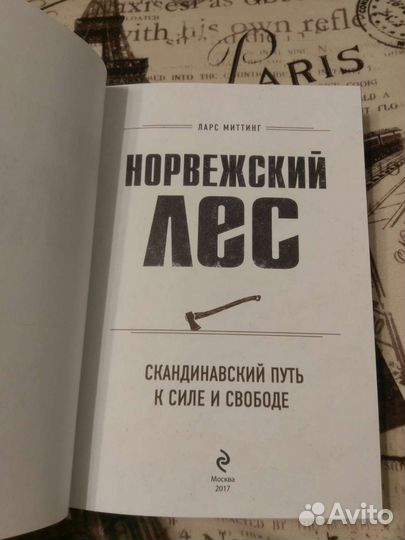 with his own refle
PARIS
ЛАРС МИТТИНГ
НОРВЕЖСКИЙ
ЛЕС
СКАНДИНАВСКИЙ ПУТЬ
К СИЛЕ И СВОБОДЕ
Москва
2017
Avito